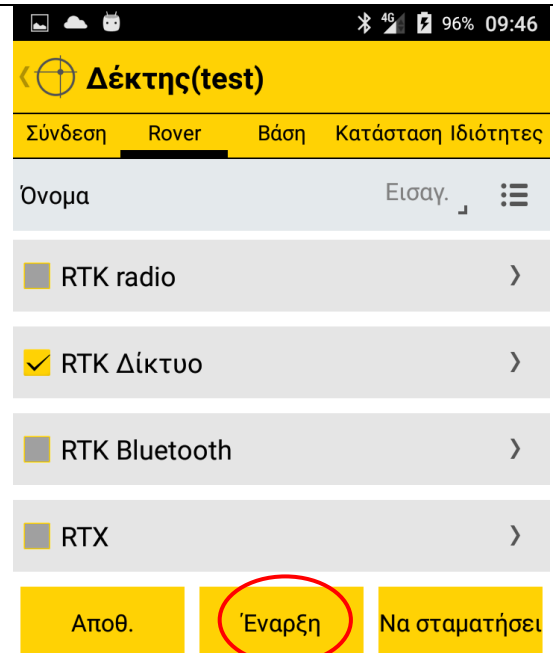 4G 96% 09:46
Δέκτης(test)
Σύνδεση Rover Βάση Κατάσταση Ιδιότητες
Όνομα Εισαγ.
RTK radio
RTK Δίκτυο
RTK Bluetooth
RTX
Αποθ. Έναρξη Να σταματήσει